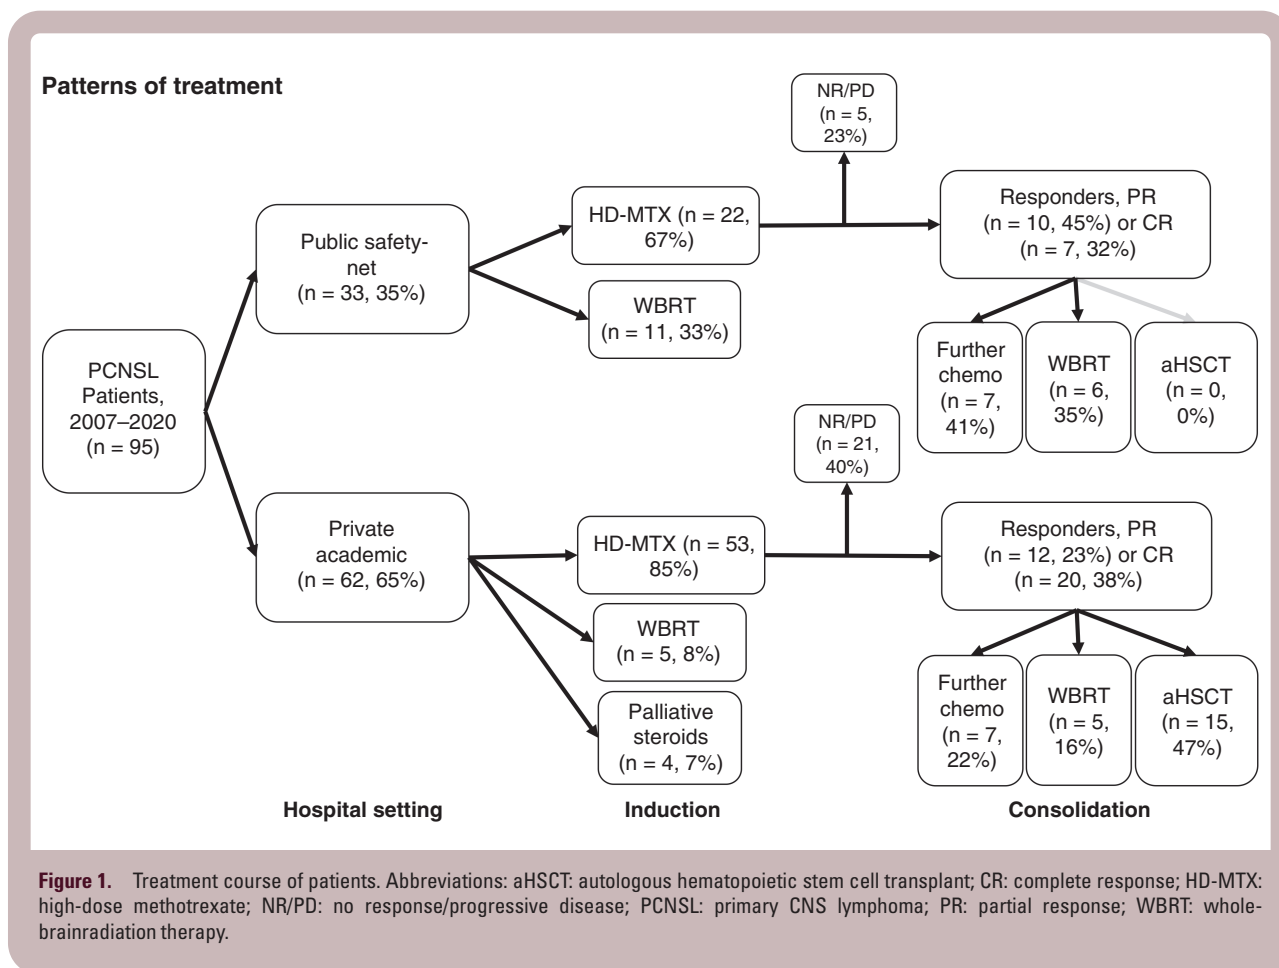 Patterns of treatment
PCNSL
Patients,
2007–2020
(n = 95)
Public safety-
net
(n = 33, 35%)
HD-MTX (n = 22,
67%)
WBRT
(n = 11, 33%)
NR/PD
(n = 5,
23%)
Responders, PR
(n = 10, 45%) or CR
(n = 7, 32%)
Further
chemo
(n = 7,
41%)
WBRT
(n = 6,
35%)
aHSCT
(n = 0,
0%)
Private
academic
(n = 62, 65%)
HD-MTX (n = 53,
85%)
WBRT
(n = 5, 8%)
Palliative
steroids
(n = 4, 7%)
NR/PD
(n = 21,
40%)
Responders, PR
(n = 12, 23%) or CR
(n = 20, 38%)
Further
chemo
(n = 7,
22%)
WBRT
(n = 5,
16%)
aHSCT
(n = 15,
47%)
Hospital setting
Induction
Consolidation
Figure 1. Treatment course of patients. Abbreviations: aHSCT: autologous hematopoietic stem cell transplant; CR: complete response; HD-MTX:
high-dose methotrexate; NR/PD: no response/progressive disease; PCNSL: primary CNS lymphoma; PR: partial response; WBRT: whole-
brainradiation therapy.